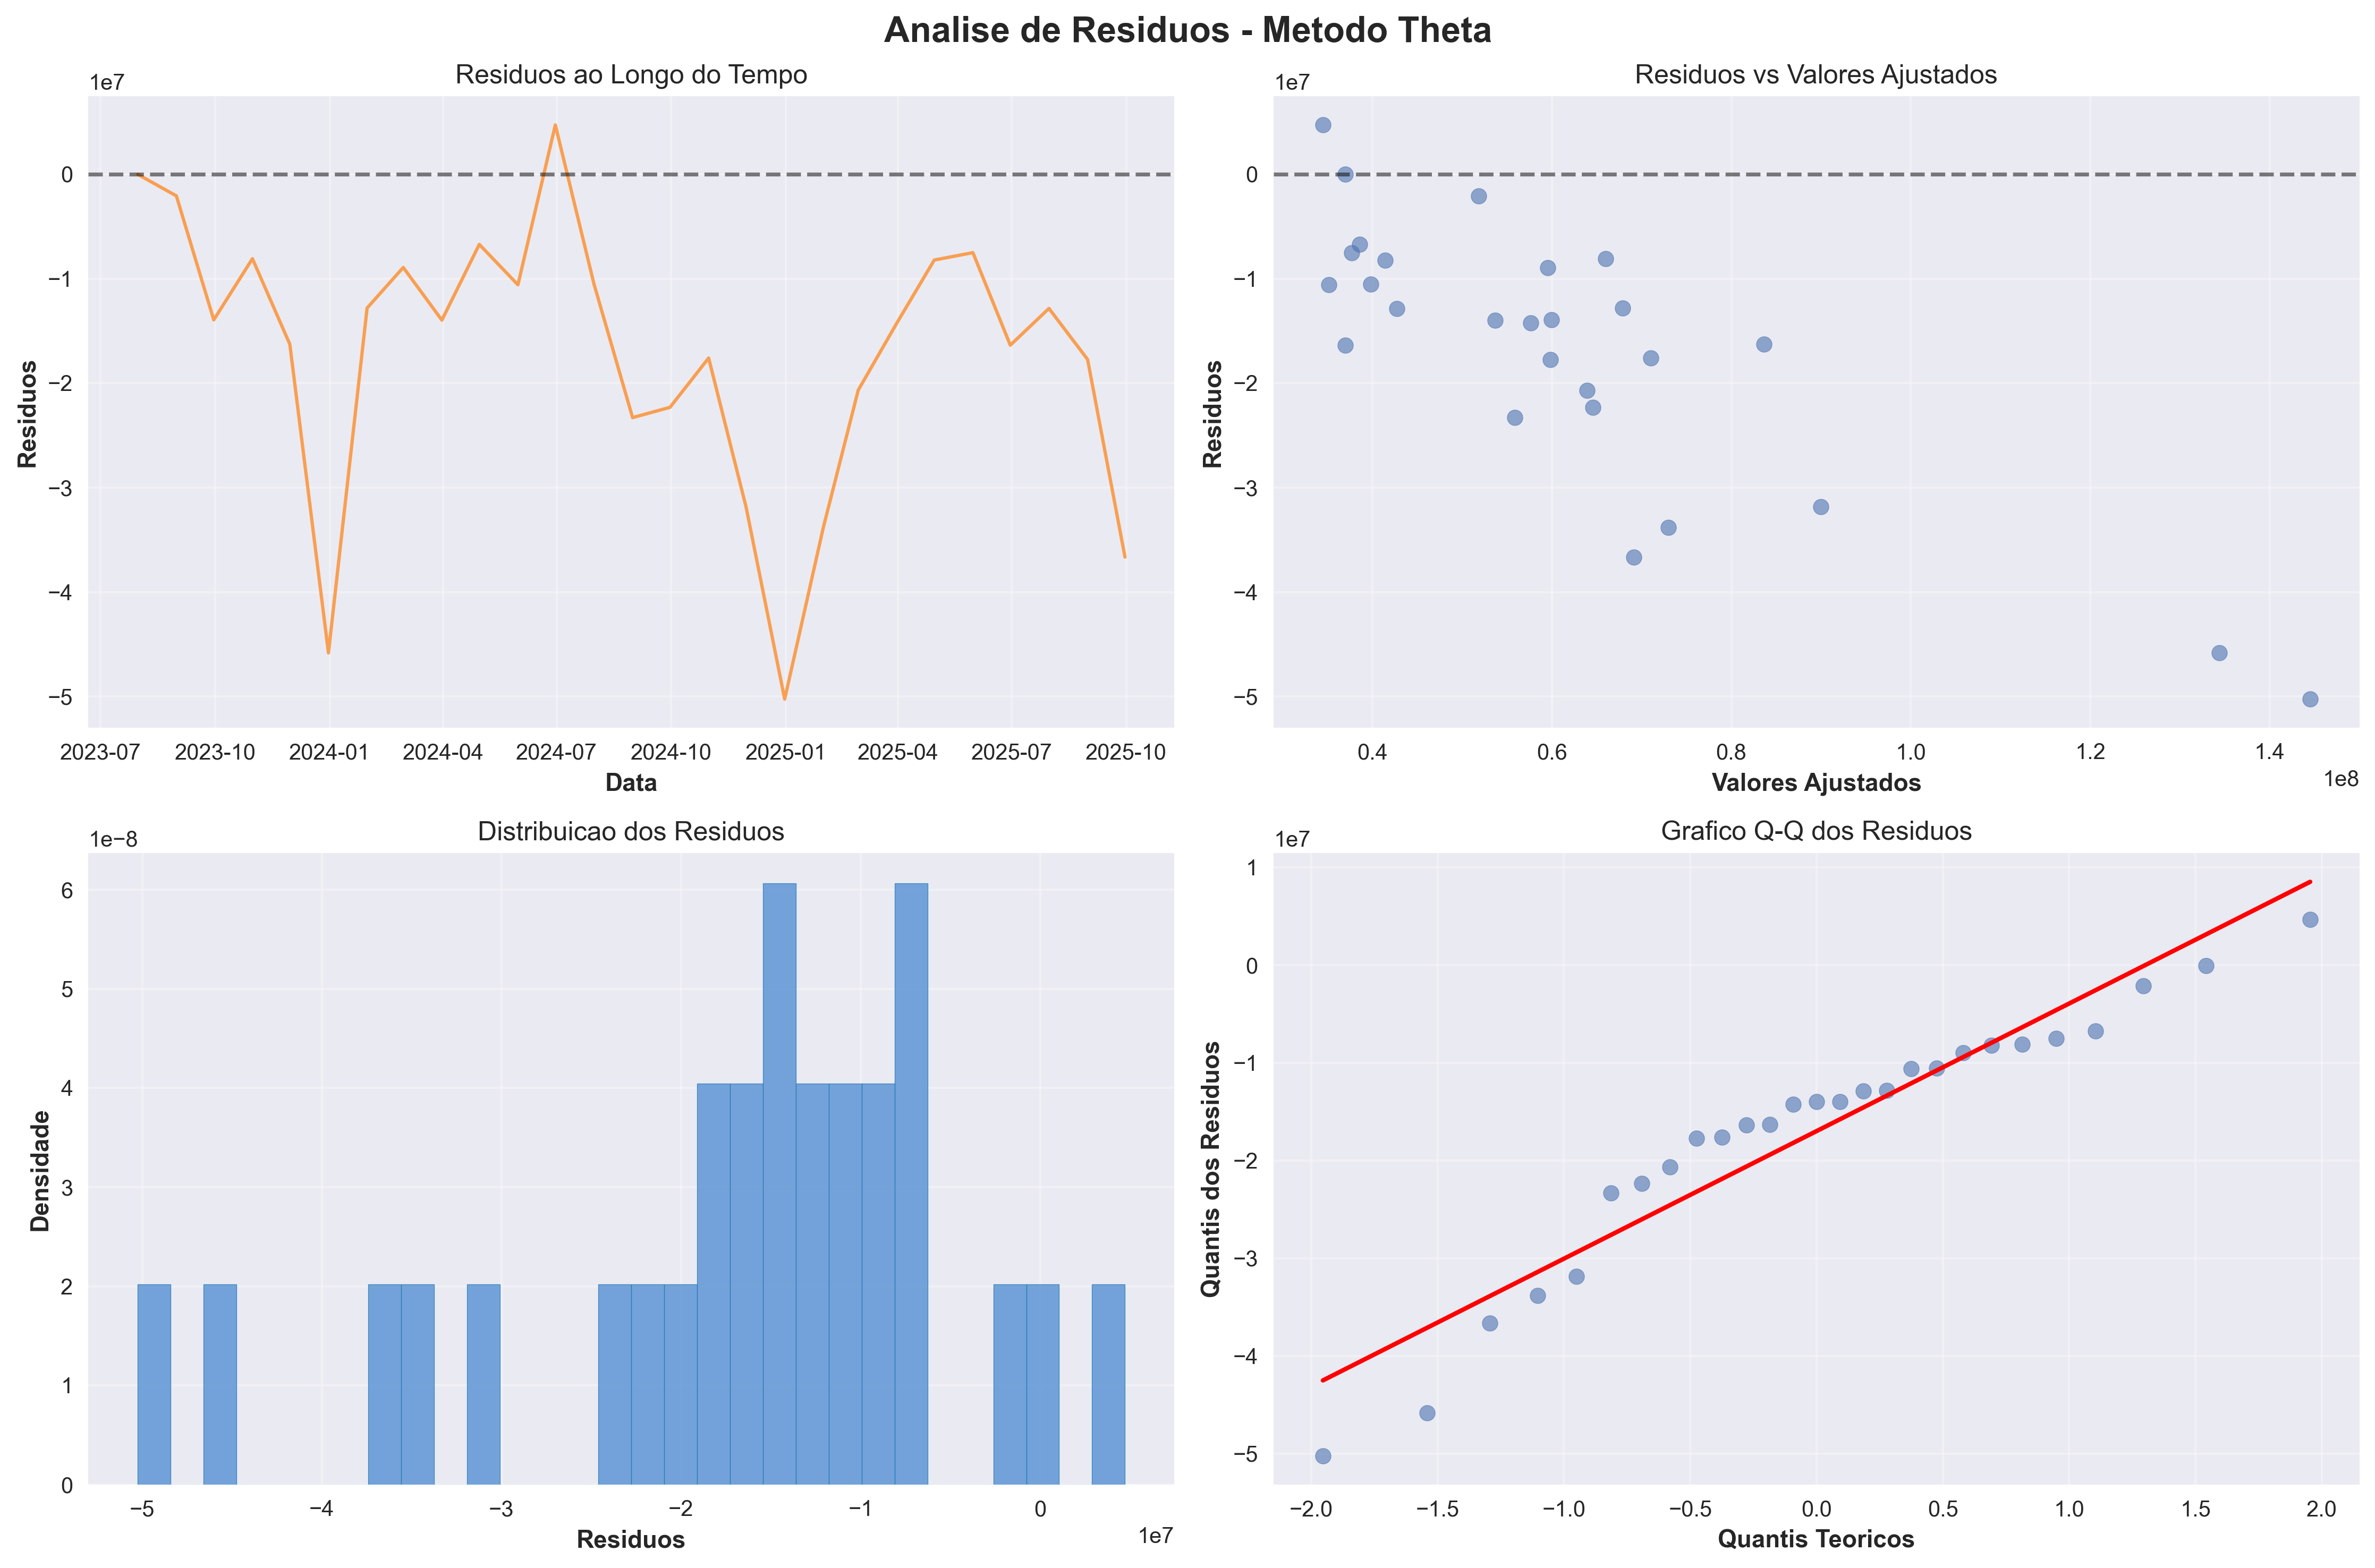 Analise de Residuos - Metodo Theta
Residuos ao Longo do Tempo
1e7
0
−1
−2
−3
−4
−5
Residuos
2023-07 2023-10 2024-01 2024-04 2024-07 2024-10 2025-01 2025-04 2025-07 2025-10
Data
Residuos vs Valores Ajustados
1e7
0
−1
−2
−3
−4
−5
Residuos
0.4 0.6 0.8 1.0 1.2 1.4
1e8
Valores Ajustados
Distribuicao dos Residuos
1e−8
6
5
4
3
2
1
0
Densidade
−5 −4 −3 −2 −1 0
1e7
Residuos
Grafico Q-Q dos Residuos
1e7
1
0
−1
−2
−3
−4
−5
Quantis dos Residuos
−2.0 −1.5 −1.0 −0.5 0.0 0.5 1.0 1.5 2.0
Quantis Teoricos